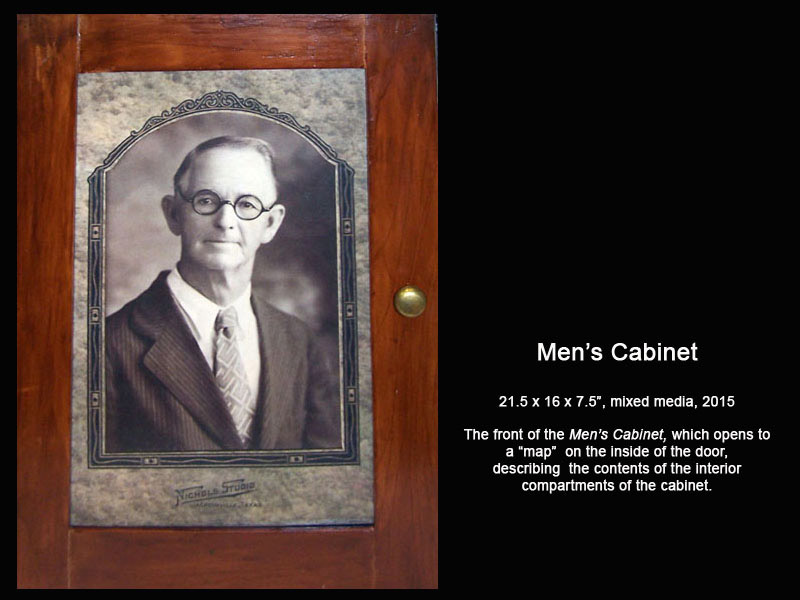 Nichols Studio
Men’s Cabinet
21.5 x 16 x 7.5”, mixed media, 2015
The front of the Men’s Cabinet, which opens to
a “map”  on the inside of the door,
describing  the contents of the interior
compartments of the cabinet.